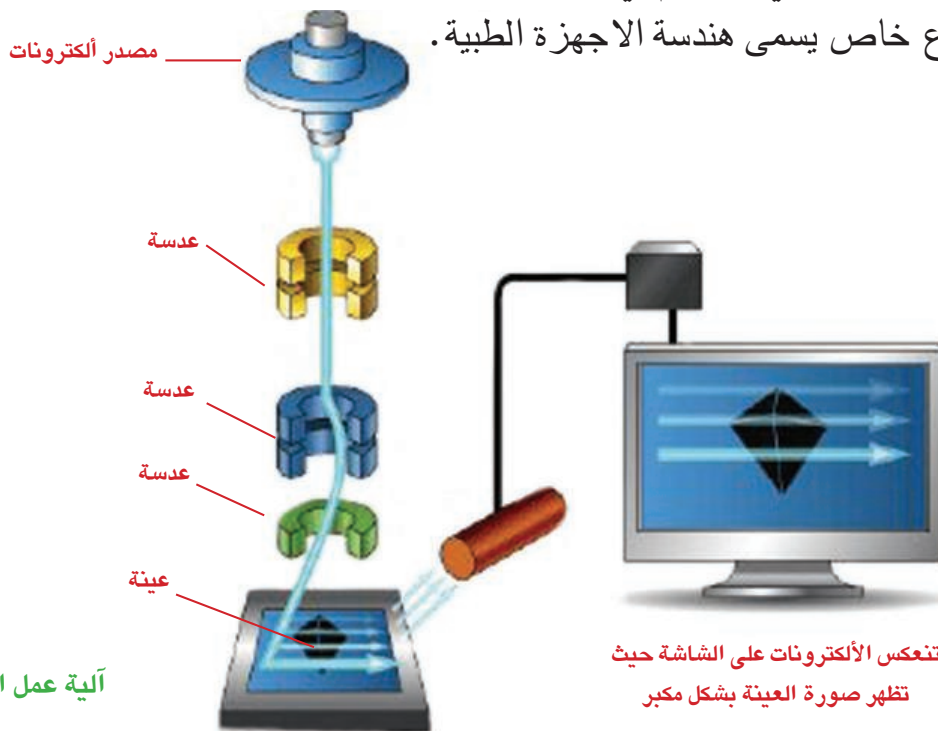 ع خاص يسمى هندسة الاجهزة الطبية.
مصدر ألكترونات
عدسة
عدسة
عدسة
عينة
تنعكس الألكترونات على الشاشة حيث
تظهر صورة العينة بشكل مكبر
آلية عمل ا